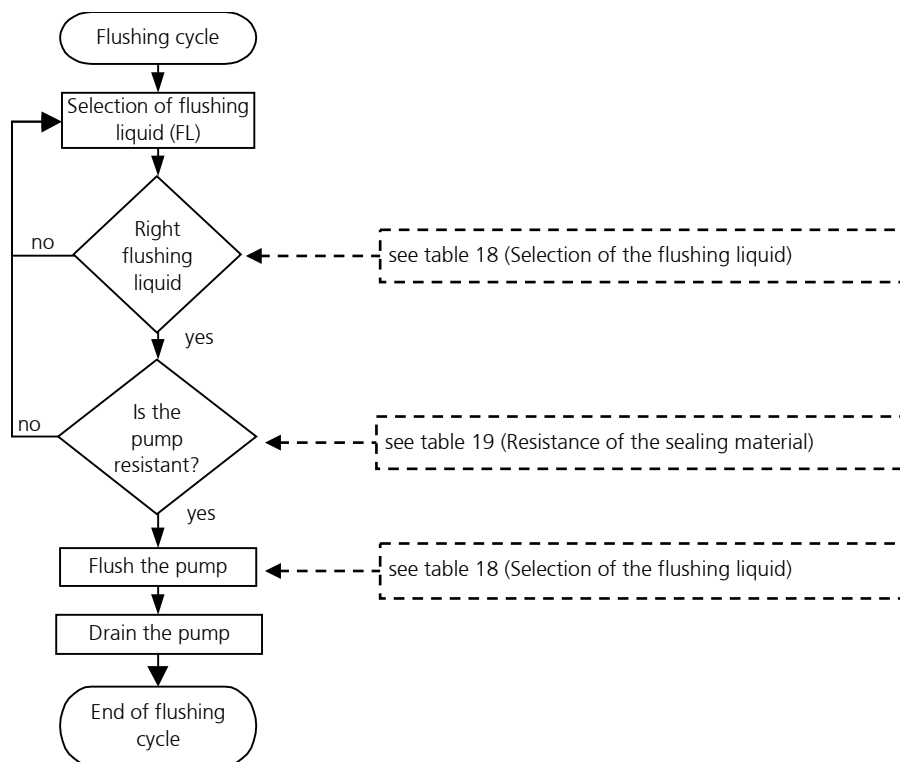 Flushing cycle
Selection of flushing
liquid (FL)
Right
flushing
liquid
no
see table 18 (Selection of the flushing liquid)
yes
Is the
pump
resistant?
no
see table 19 (Resistance of the sealing material)
yes
Flush the pump
see table 18 (Selection of the flushing liquid)
Drain the pump
End of flushing
cycle